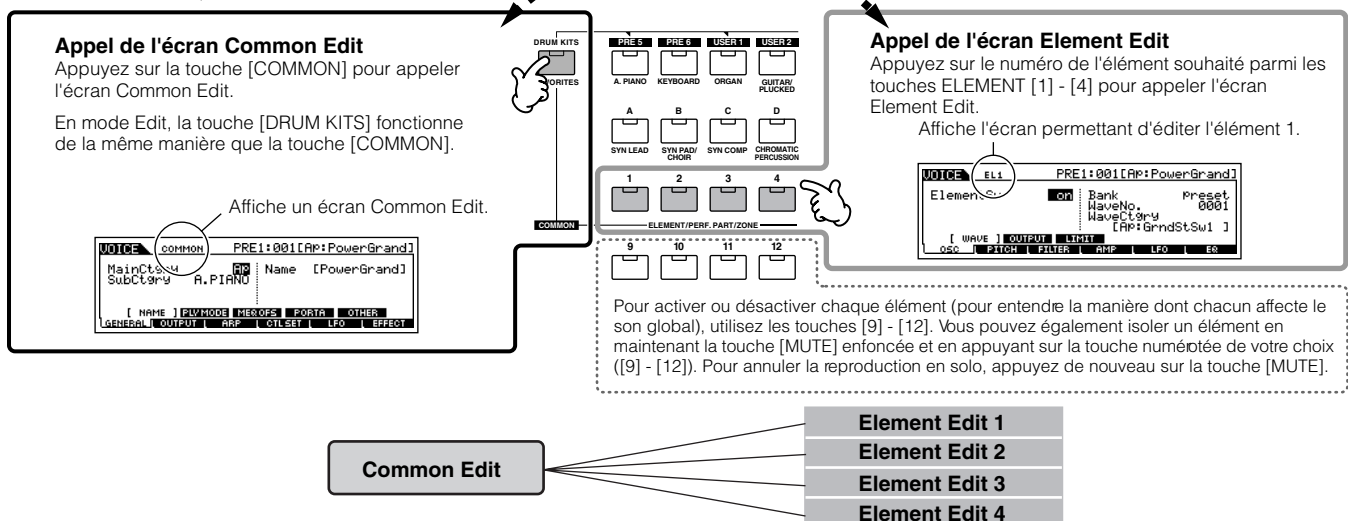 Appel de l'écran Common Edit
Appuyez sur la touche [COMMON] pour appeler
l'écran Common Edit.
En mode Edit, la touche [DRUM KITS] fonctionne
de la même manière que la touche [COMMON].
Affiche un écran Common Edit.
VOICE COMMON PRE1:001[AP:PowerGrand]
MainCtgry AP Name [PowerGrand]
SubCtgry A.PIANO
[ NAME ] PLYMODE MEQ OFS PORTA OTHER
GENERAL OUTPUT ARP CTL SET LFO EFFECT
DRUM KITS PRE 5 PRE 6 USER 1 USER 2
A. PIANO KEYBOARD ORGAN GUITAR/
PLUCKED
A B C D
SYN LEAD SYN PAD/ SYN COMP CHROMATIC
CHOIR PERCUSSION
1 2 3 4
COMMON ELEMENT/PERF. PART/ZONE
9 10 11 12
Appel de l'écran Element Edit
Appuyez sur le numéro de l'élément souhaité parmi les
touches ELEMENT [1] - [4] pour appeler l'écran
Element Edit.
Affiche l'écran permettant d'éditer l'élément 1.
VOICE EL1 PRE1:001[AP:PowerGrand]
on Bank Preset
WaveNo. 0001
WaveCtgry
[AP:GrndStSw1 ]
[ WAVE ] OUTPUT LIMIT
OSC PITCH FILTER AMP LFO EQ
Pour activer ou désactiver chaque élément (pour entendre la manière dont chacun affecte le
son global), utilisez les touches [9] - [12]. Vous pouvez également isoler un élément en
maintenant la touche [MUTE] enfoncée et en appuyant sur la touche numérotée de votre choix
([9] - [12]). Pour annuler la reproduction en solo, appuyez de nouveau sur la touche [MUTE].
Common Edit
Element Edit 1
Element Edit 2
Element Edit 3
Element Edit 4